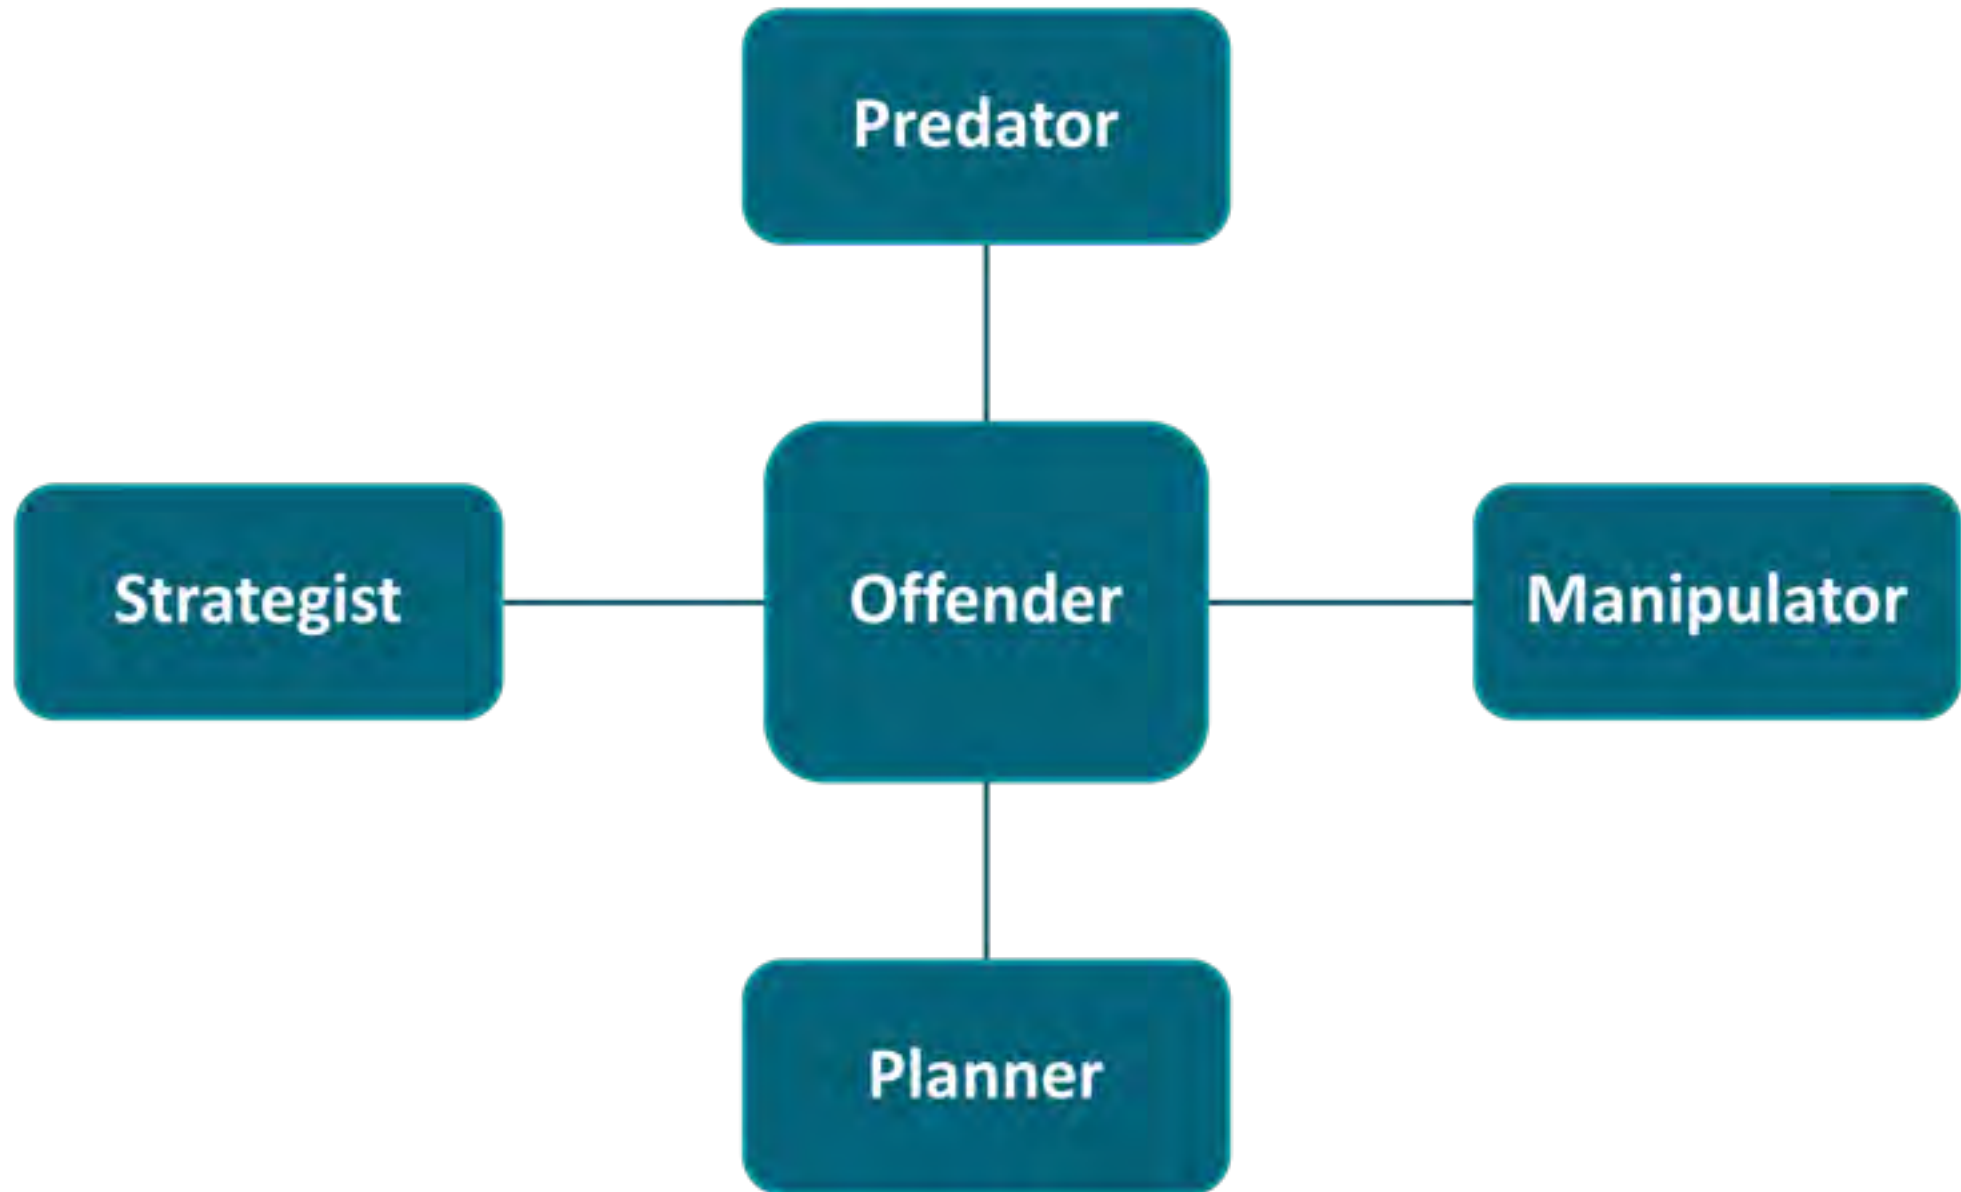 Predator
Strategist
Offender
Manipulator
Planner